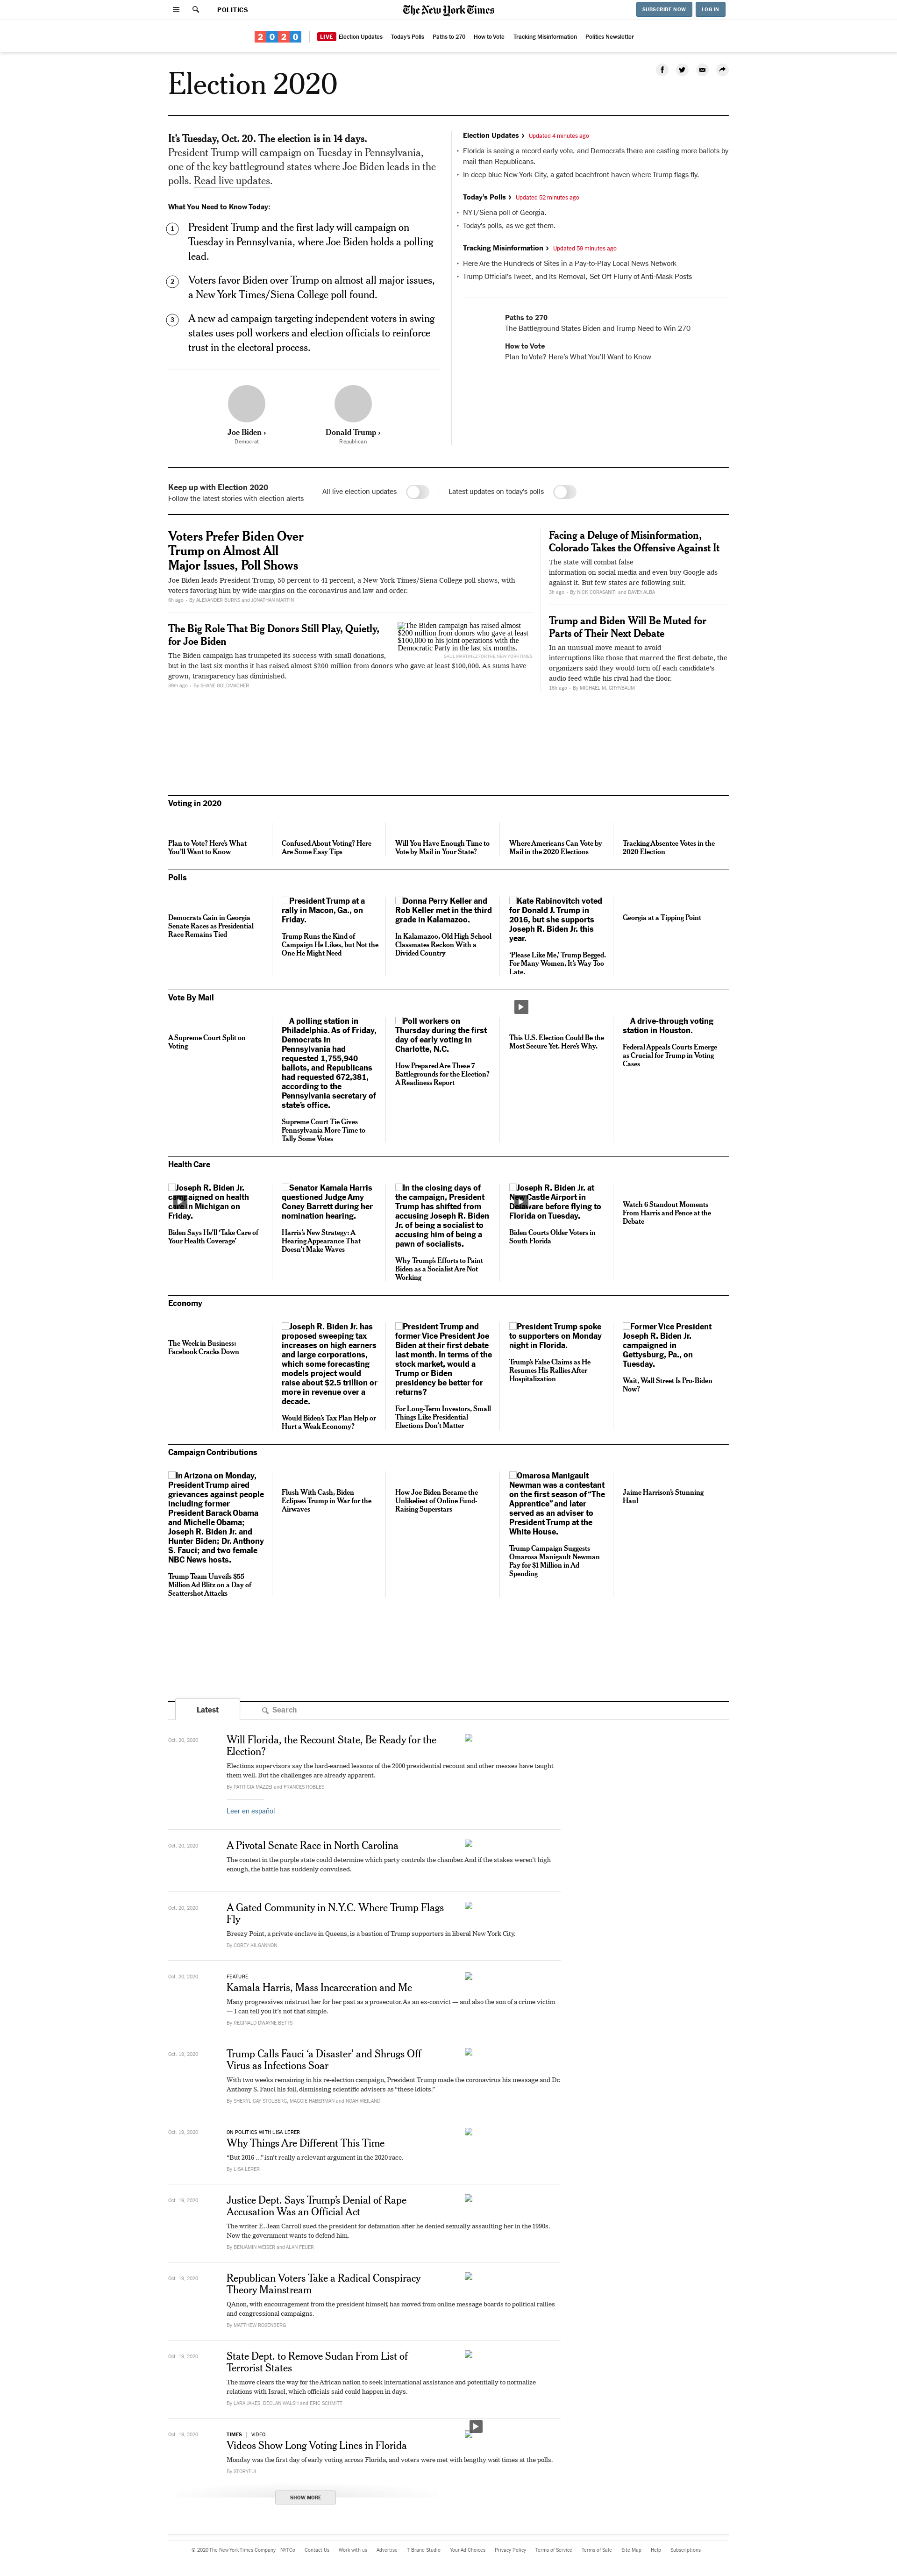 POLITICS
The New York Times
SUBSCRIBE NOW
LOG IN
2020
LIVE Election Updates
Today's Polls
Paths to 270
How to Vote
Tracking Misinformation
Politics Newsletter
Election 2020
It's Tuesday, Oct. 20. The election is in 14 days.
President Trump will campaign on Tuesday in Pennsylvania,
one of the key battleground states where Joe Biden leads in the
polls. Read live updates.
What You Need to Know Today:
1 President Trump and the first lady will campaign on
Tuesday in Pennsylvania, where Joe Biden holds a polling
lead.
2 Voters favor Biden over Trump on almost all major issues,
a New York Times/Siena College poll found.
3 A new ad campaign targeting independent voters in swing
states uses poll workers and election officials to reinforce
trust in the electoral process.
Joe Biden ›
Democrat
Donald Trump ›
Republican
Election Updates › Updated 4 minutes ago
• Florida is seeing a record early vote, and Democrats there are casting more ballots by
mail than Republicans.
• In deep-blue New York City, a gated beachfront haven where Trump flags fly.
Today's Polls › Updated 52 minutes ago
• NYT/Siena poll of Georgia.
• Today's polls, as we get them.
Tracking Misinformation › Updated 59 minutes ago
• Here Are the Hundreds of Sites in a Pay-to-Play Local News Network
• Trump Official's Tweet, and Its Removal, Set Off Flurry of Anti-Mask Posts
Paths to 270
The Battleground States Biden and Trump Need to Win 270
How to Vote
Plan to Vote? Here's What You'll Want to Know
Keep up with Election 2020
Follow the latest stories with election alerts
All live election updates
Latest updates on today's polls
Voters Prefer Biden Over
Trump on Almost All
Major Issues, Poll Shows
Joe Biden leads President Trump, 50 percent to 41 percent, a New York Times/Siena College poll shows, with
voters favoring him by wide margins on the coronavirus and law and order.
6h ago - By ALEXANDER BURNS and JONATHAN MARTIN
The Big Role That Big Donors Still Play, Quietly,
for Joe Biden
The Biden campaign has trumpeted its success with small donations,
but in the last six months it has raised almost $200 million from donors who gave at least $100,000. As sums have
grown, transparency has diminished.
39m ago - By SHANE GOLDMACHER
The Biden campaign has raised almost
$200 million from donors who gave at least
$100,000 to his joint operations with the
Democratic Party in the last six months.
Facing a Deluge of Misinformation,
Colorado Takes the Offensive Against It
The state will combat false
information on social media and even buy Google ads
against it. But few states are following suit.
3h ago - By NICK CORASANITI and DAVEY ALBA
Trump and Biden Will Be Muted for
Parts of Their Next Debate
In an unusual move meant to avoid
interruptions like those that marred the first debate, the
organizers said they would turn off each candidate's
audio feed while his rival had the floor.
16h ago - By MICHAEL M. GRYNBAUM
Voting in 2020
Plan to Vote? Here's What
You'll Want to Know
Confused About Voting? Here
Are Some Easy Tips
Will You Have Enough Time to
Vote by Mail in Your State?
Where Americans Can Vote by
Mail in the 2020 Elections
Tracking Absentee Votes in the
2020 Election
Polls
Democrats Gain in Georgia
Senate Races as Presidential
Race Remains Tied
President Trump at a
rally in Macon, Ga., on
Friday.
Trump Runs the Kind of
Campaign He Likes, but Not the
One He Might Need
Donna Perry Keller and
Rob Keller met in the third
grade in Kalamazoo.
In Kalamazoo, Old High School
Classmates Reckon With a
Divided Country
Kate Rabinovitch voted
for Donald J. Trump in
2016, but she supports
Joseph R. Biden Jr. this
year.
'Please Like Me,' Trump Begged.
For Many Women, It's Way Too
Late.
Georgia at a Tipping Point
Vote By Mail
A Supreme Court Split on
Voting
A polling station in
Philadelphia. As of Friday,
Democrats in
Pennsylvania had
requested 1,755,940
ballots, and Republicans
had requested 672,381,
according to the
Pennsylvania secretary of
state's office.
Supreme Court Tie Gives
Pennsylvania More Time to
Tally Some Votes
Poll workers on
Thursday during the first
day of early voting in
Charlotte, N.C.
How Prepared Are These 7
Battlegrounds for the Election?
A Readiness Report
This U.S. Election Could Be the
Most Secure Yet. Here's Why.
A drive-through voting
station in Houston.
Federal Appeals Courts Emerge
as Crucial for Trump in Voting
Cases
Health Care
Joseph R. Biden Jr.
campaigned on health
in Michigan on
Friday.
Biden Says He'll 'Take Care of
Your Health Coverage'
Senator Kamala Harris
questioned Judge Amy
Coney Barrett during her
nomination hearing.
Harris's New Strategy: A
Hearing Appearance That
Doesn't Make Waves
In the closing days of
the campaign, President
Trump has shifted from
accusing Joseph R. Biden
Jr. of being a socialist to
accusing him of being a
pawn of socialists.
Why Trump's Efforts to Paint
Biden as a Socialist Are Not
Working
Joseph R. Biden Jr. at
New Castle Airport in
Delaware before flying to
Florida on Tuesday.
Biden Courts Older Voters in
South Florida
Watch 6 Standout Moments
From Harris and Pence at the
Debate
Economy
The Week in Business:
Facebook Cracks Down
Joseph R. Biden Jr. has
proposed sweeping tax
increases on high earners
and large corporations,
which some forecasting
models project would
raise about $2.5 trillion or
more in revenue over a
decade.
Would Biden's Tax Plan Help or
Hurt a Weak Economy?
President Trump and
former Vice President Joe
Biden at their first debate
last month. In terms of the
stock market, would a
Trump or Biden
presidency be better for
returns?
For Long-Term Investors, Small
Things Like Presidential
Elections Don't Matter
President Trump spoke
to supporters on Monday
night in Florida.
Trump's False Claims as He
Resumes His Rallies After
Hospitalization
Former Vice President
Joseph R. Biden Jr.
campaigned in
Gettysburg, Pa., on
Tuesday.
Wait, Wall Street Is Pro-Biden
Now?
Campaign Contributions
In Arizona on Monday,
President Trump aired
grievances against people
including former
President Barack Obama
and Michelle Obama;
Joseph R. Biden Jr. and
Hunter Biden; Dr. Anthony
S. Fauci; and two female
NBC News hosts.
Trump Team Unveils $55
Million Ad Blitz on a Day of
Scattershot Attacks
Flush With Cash, Biden
Eclipses Trump in War for the
Airwaves
How Joe Biden Became the
Unlikeliest of Online Fund-
Raising Superstars
Omarosa Manigault
Newman was a contestant
on the first season of "The
Apprentice" and later
served as an adviser to
President Trump at the
White House.
Trump Campaign Suggests
Omarosa Manigault Newman
Pay for $1 Million in Ad
Spending
Jaime Harrison's Stunning
Haul
Latest
Search
Oct. 20, 2020
Will Florida, the Recount State, Be Ready for the
Election?
Elections supervisors say the hard-earned lessons of the 2000 presidential recount and other messes have taught
them well. But the challenges are already apparent.
By PATRICIA MAZZEI and FRANCES ROBLES
Leer en español
Oct. 20, 2020
A Pivotal Senate Race in North Carolina
The contest in the purple state could determine which party controls the chamber. And if the stakes weren't high
enough, the battle has suddenly convulsed.
Oct. 20, 2020
A Gated Community in N.Y.C. Where Trump Flags
Fly
Breezy Point, a private enclave in Queens, is a bastion of Trump supporters in liberal New York City.
By COREY KILGANNON
Oct. 20, 2020
FEATURE
Kamala Harris, Mass Incarceration and Me
Many progressives mistrust her for her past as a prosecutor. As an ex-convict — and also the son of a crime victim
— I can tell you it's not that simple.
By REGINALD DWAYNE BETTS
Oct. 19, 2020
Trump Calls Fauci 'a Disaster' and Shrugs Off
Virus as Infections Soar
With two weeks remaining in his re-election campaign, President Trump made the coronavirus his message and Dr.
Anthony S. Fauci his foil, dismissing scientific advisers as "these idiots."
By SHERYL GAY STOLBERG, MAGGIE HABERMAN and NOAH WEILAND
Oct. 19, 2020
ON POLITICS WITH LISA LERER
Why Things Are Different This Time
"But 2016 ..." isn't really a relevant argument in the 2020 race.
By LISA LERER
Oct. 19, 2020
Justice Dept. Says Trump's Denial of Rape
Accusation Was an Official Act
The writer E. Jean Carroll sued the president for defamation after he denied sexually assaulting her in the 1990s.
Now the government wants to defend him.
By BENJAMIN WEISER and ALAN FEUER
Oct. 19, 2020
Republican Voters Take a Radical Conspiracy
Theory Mainstream
QAnon, with encouragement from the president himself, has moved from online message boards to political rallies
and congressional campaigns.
By MATTHEW ROSENBERG
Oct. 19, 2020
State Dept. to Remove Sudan From List of
Terrorist States
The move clears the way for the African nation to seek international assistance and potentially to normalize
relations with Israel, which officials said could happen in days.
By LARA JAKES, DECLAN WALSH and ERIC SCHMITT
Oct. 19, 2020
TIMES | VIDEO
Videos Show Long Voting Lines in Florida
Monday was the first day of early voting across Florida, and voters were met with lengthy wait times at the polls.
By STORYFUL
SHOW MORE
© 2020 The New York Times Company
NYTCo
Contact Us
Work with us
Advertise
T Brand Studio
Your Ad Choices
Privacy Policy
Terms of Service
Terms of Sale
Site Map
Help
Subscriptions